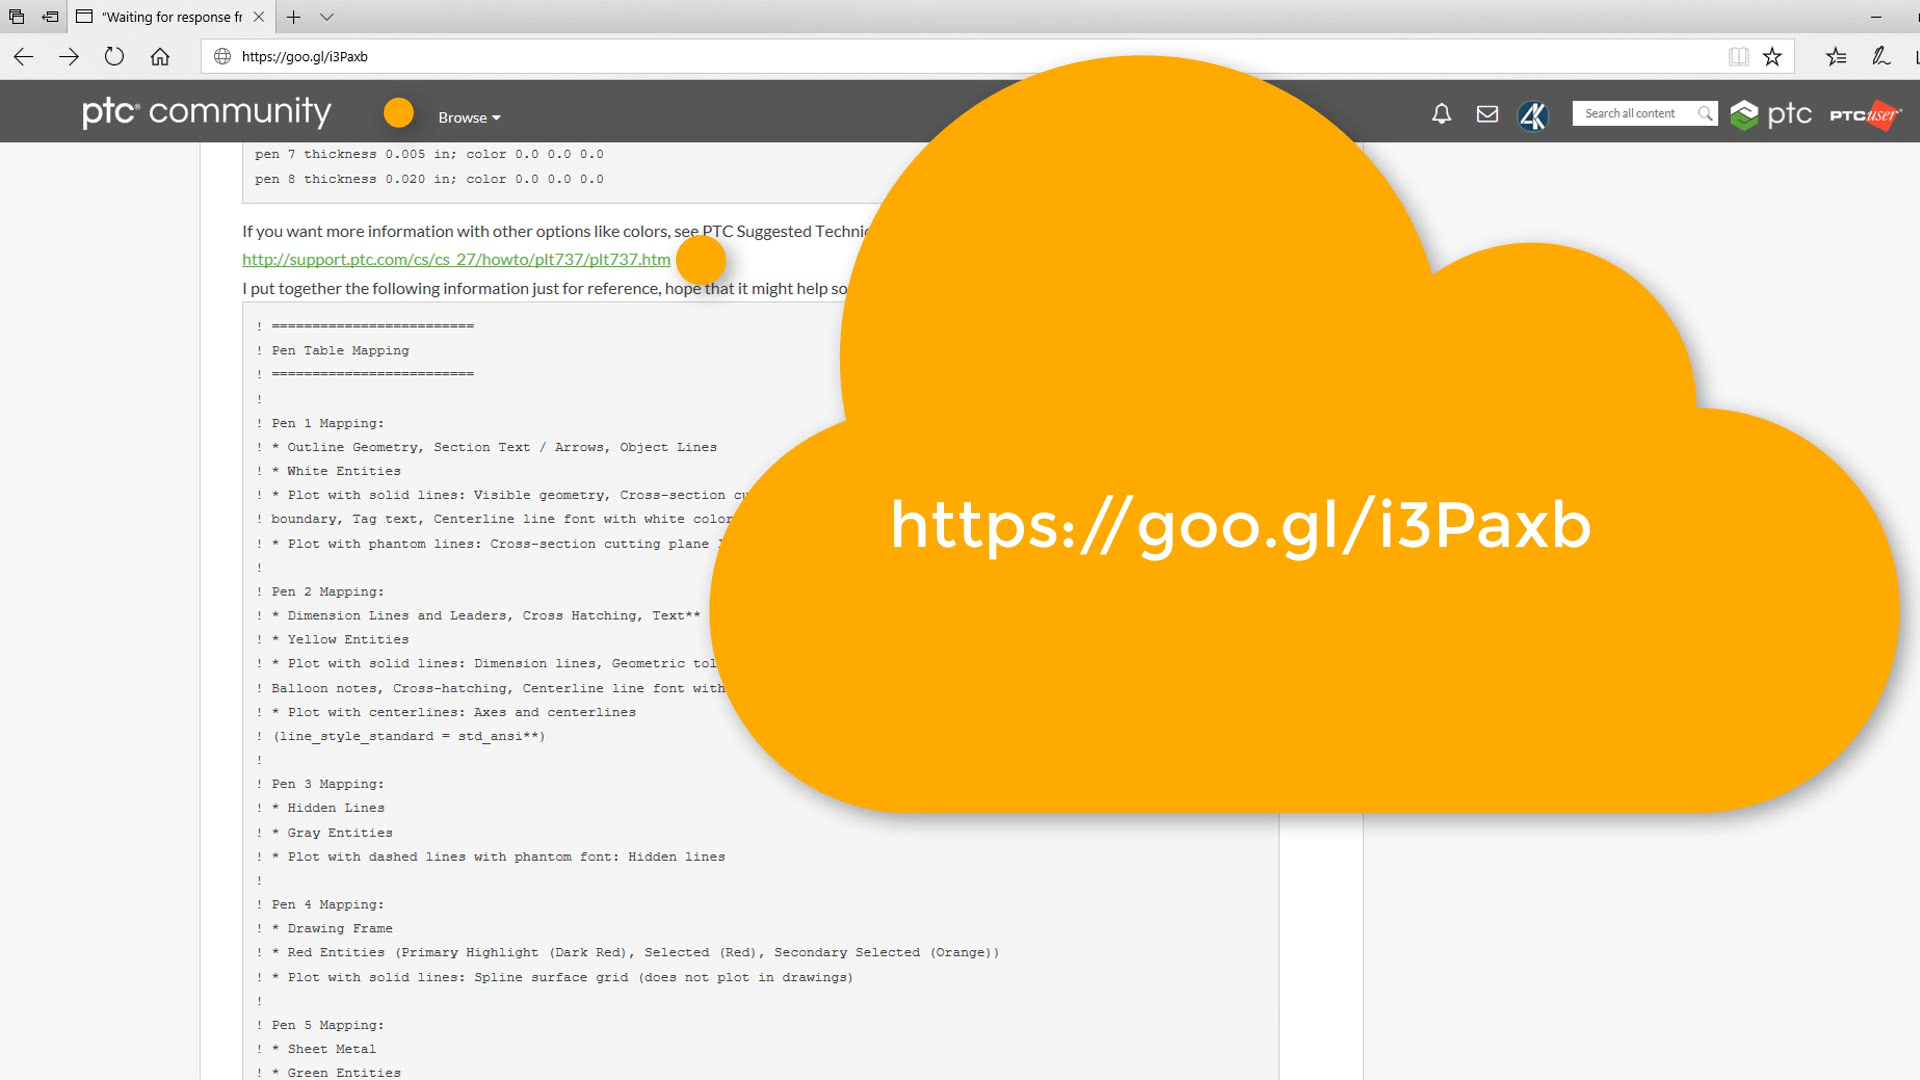 "Waiting for response fr
https://goo.gl/i3Paxb
ptc community
Browse
4K
Search all content
ptc
PTCuser
pen 7 thickness 0.005 in; color 0.0 0.0 0.0
pen 8 thickness 0.020 in; color 0.0 0.0 0.0
If you want more information with other options like colors, see PTC Suggested
http://support.ptc.com/cs/cs_27/howto/plt737/plt737.htm
I put together the following information just for reference, hope that it might help
! =========================
! Pen Table Mapping
! =========================
!
! Pen 1 Mapping:
! * Outline Geometry, Section Text / Arrows, Object Lines
! * White Entities
! * Plot with solid lines: Visible geometry, Cross-section
! boundary, Tag text, Centerline line font with white color
! * Plot with phantom lines: Cross-section cutting plane
!
! Pen 2 Mapping:
! * Dimension Lines and Leaders, Cross Hatching, Text**
! * Yellow Entities
! * Plot with solid lines: Dimension lines, Geometric
! Balloon notes, Cross-hatching, Centerline line font with
! * Plot with centerlines: Axes and centerlines
! (line_style_standard = std_ansi**)
!
! Pen 3 Mapping:
! * Hidden Lines
! * Gray Entities
! * Plot with dashed lines with phantom font: Hidden lines
!
! Pen 4 Mapping:
! * Drawing Frame
! * Red Entities (Primary Highlight (Dark Red), Selected (Red), Secondary Selected (Orange))
! * Plot with solid lines: Spline surface grid (does not plot in drawings)
!
! Pen 5 Mapping:
! * Sheet Metal
! * Green Entities
https://goo.gl/i3Paxb